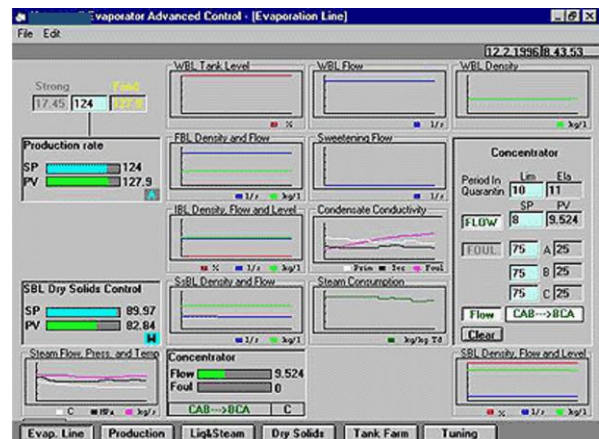 Evaporator Advanced Control - [Evaporation Line]
File Edit
12.2.1996 8.43.53
WBL Tank Level
%
WBL Flow
l/s
WBL Density
kg/l
Strong
17.45 124
Production rate
SP 124
PV 127.9
A
FBL Density and Flow
l/s kg/l
Sweetening Flow
l/s
IBL Density, Flow and Level
% l/s kg/l
Condensate Conductivity
Prim Sec Foul
Concentrator
Period In Quarantin
Lim Ela
10 11
SP PV
FLOW 8 9.524
FOUL 75 A 25
75 B 25
75 C 25
Flow CAB--->BCA
Clear
SBL Dry Solids Control
SP 89.97
PV 82.84
SsBL Density and Flow
l/s kg/l
Steam Consumption
kg/kg Td
Steam Flow, Press. and Temp
C MPa kg/s
Concentrator
Flow 9.524
Foul 0
CAB--->BCA C
SBL Density, Flow and Level
% l/s kg/l
Evap. Line Production Liq&Steam Dry Solids Tank Farm Tuning